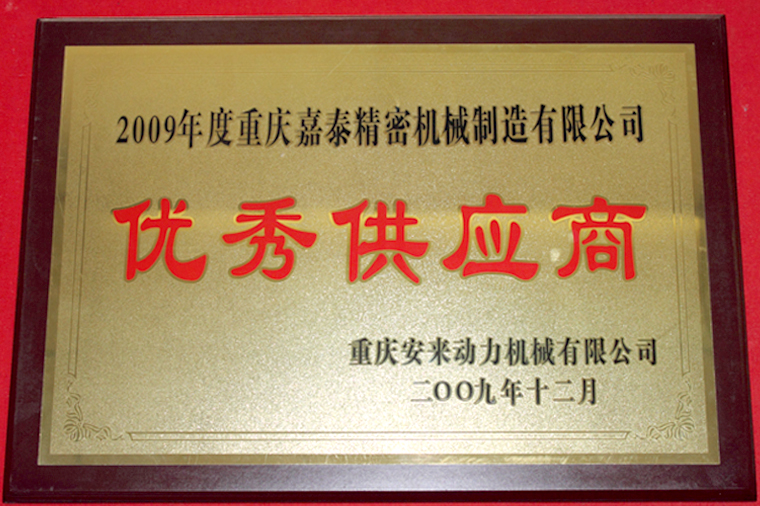 2009年度重庆嘉泰精密机械制造有限公司
优秀供应商
重庆安来动力机械有限公司
二OO九年十二月